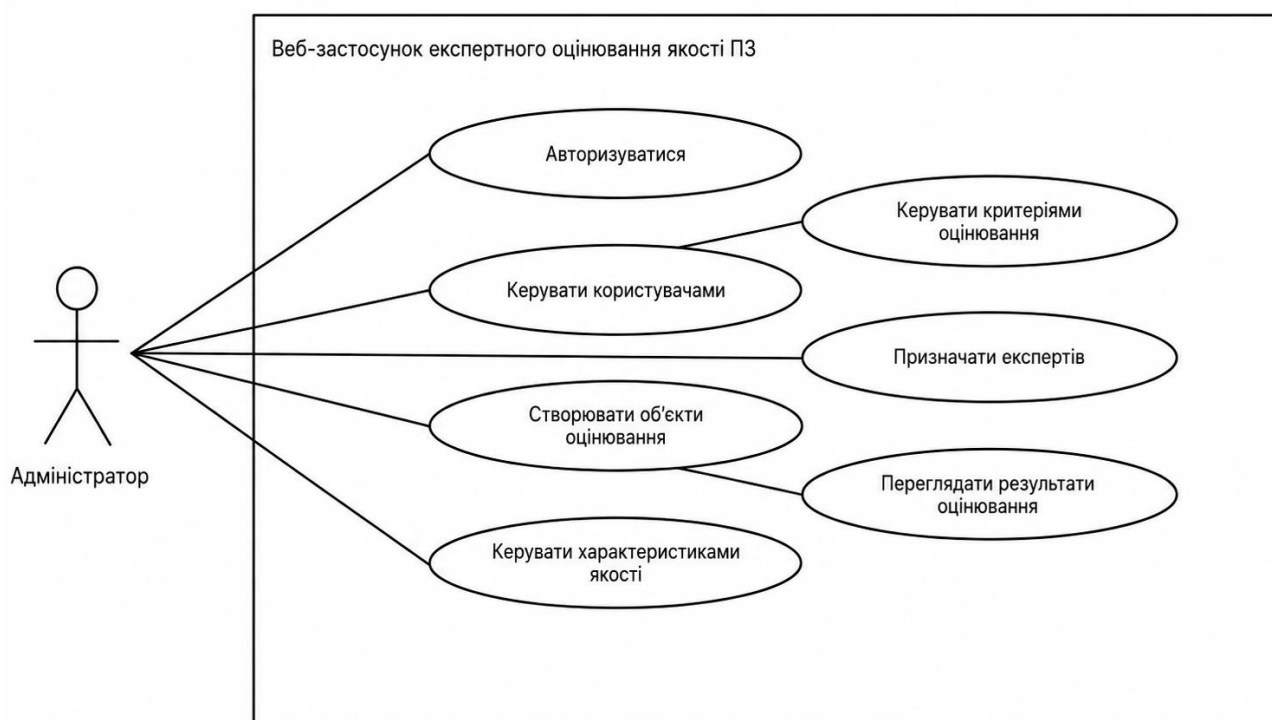 Веб-застосунок експертного оцінювання якості ПЗ
Авторизуватися
Керувати критеріями
оцінювання
Керувати користувачами
Призначати експертів
Створювати об'єкти
оцінювання
Адміністратор
Переглядати результати
оцінювання
Керувати характеристиками
якості